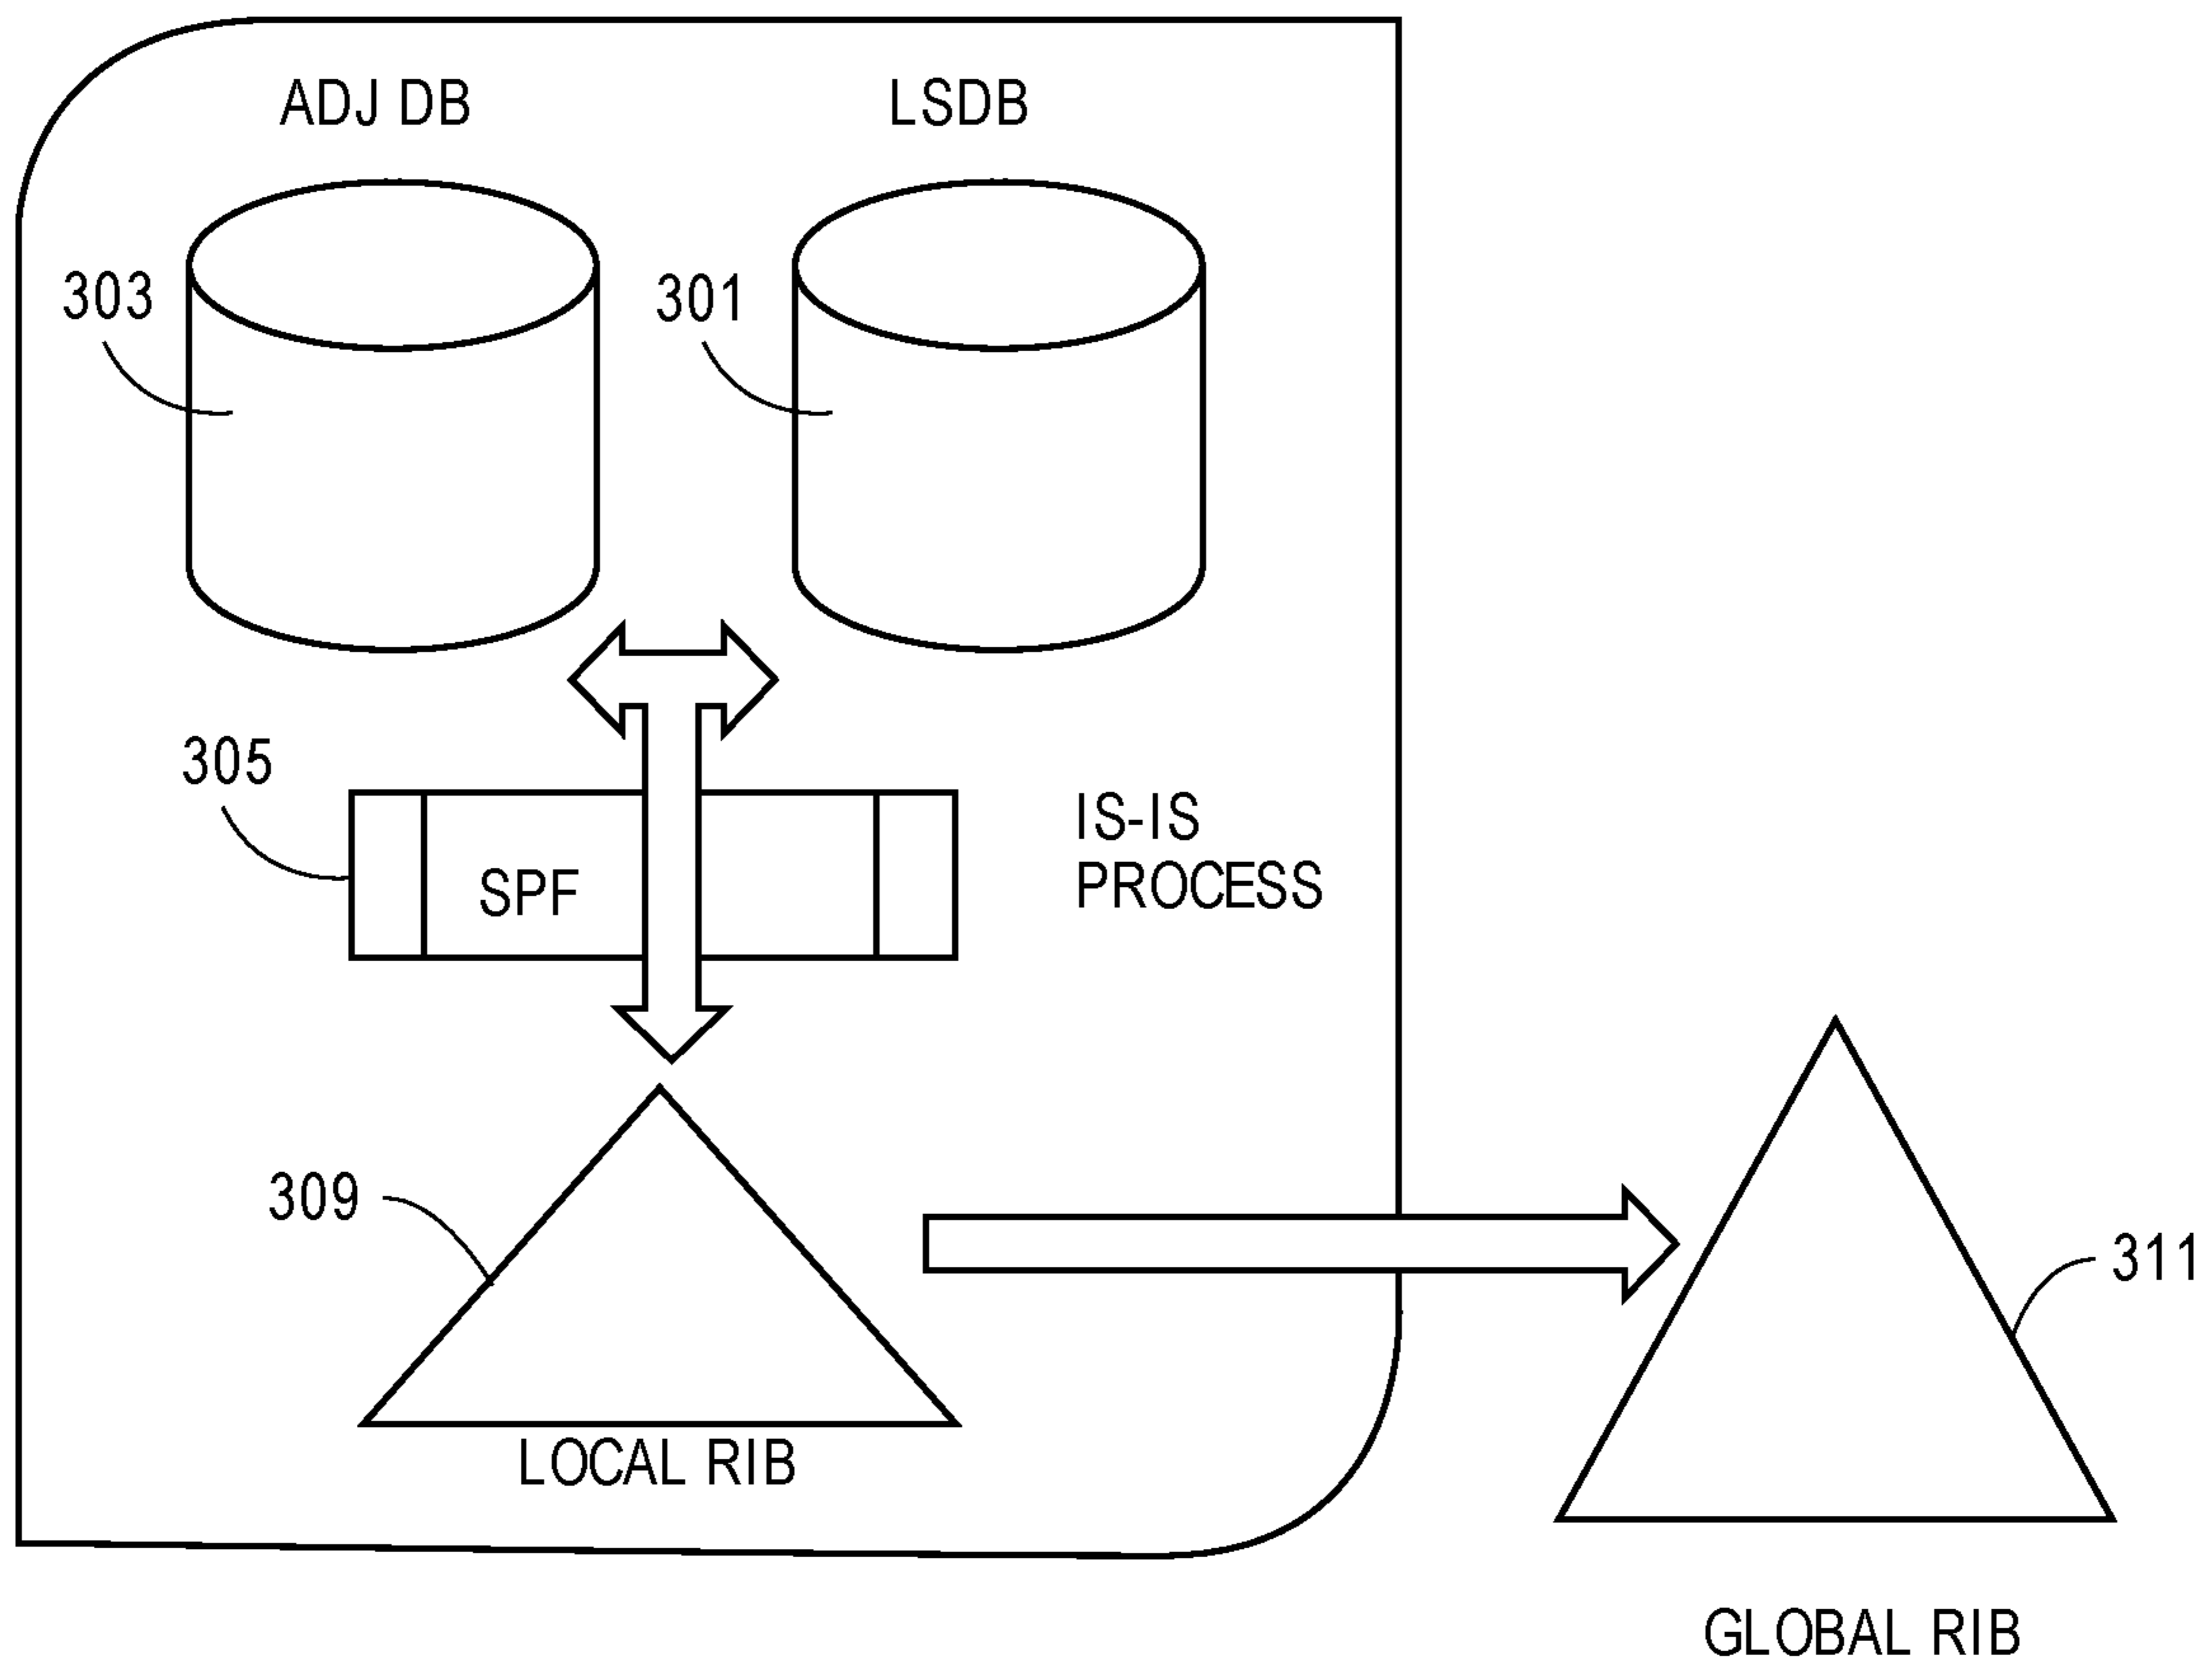 ADJ DB
LSDB
303
301
305
SPF
IS-IS
PROCESS
309
311
LOCAL RIB
GLOBAL RIB